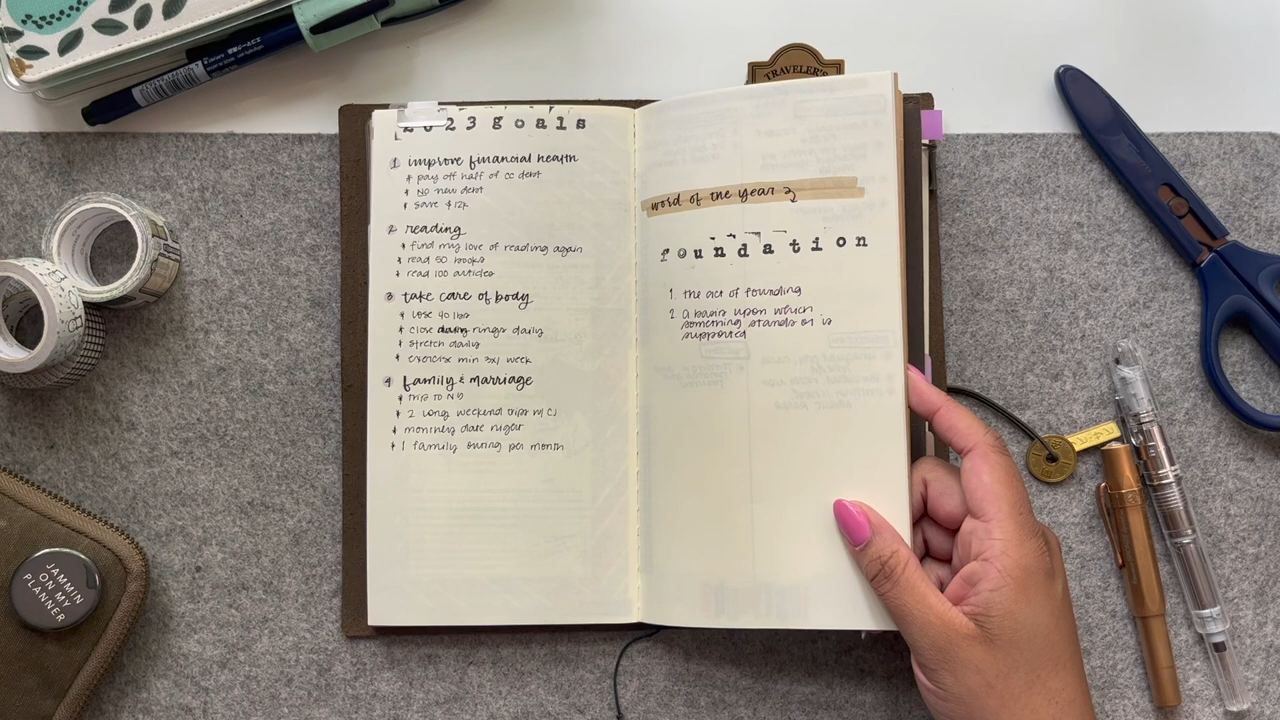 2023 goals
1 improve financial health
* pay off half of cc debt
* NO new debt
* save $12k
2 reading
* find my love of reading again
* read 50 books
* read 100 articles
3 take care of body
* lose 40 lbs
* close rings daily
* stretch daily
* exercise min 3x/ week
4 family & marriage
* trip to NY
* 2 long weekend trips w/ CJ
* monthly date night
* 1 family outing per month
TRAVELER'S
word of the year
foundation
1. the act of founding
2 a basis upon which
something stands or is
supported
JAMMIN
ON MY
PLANNER